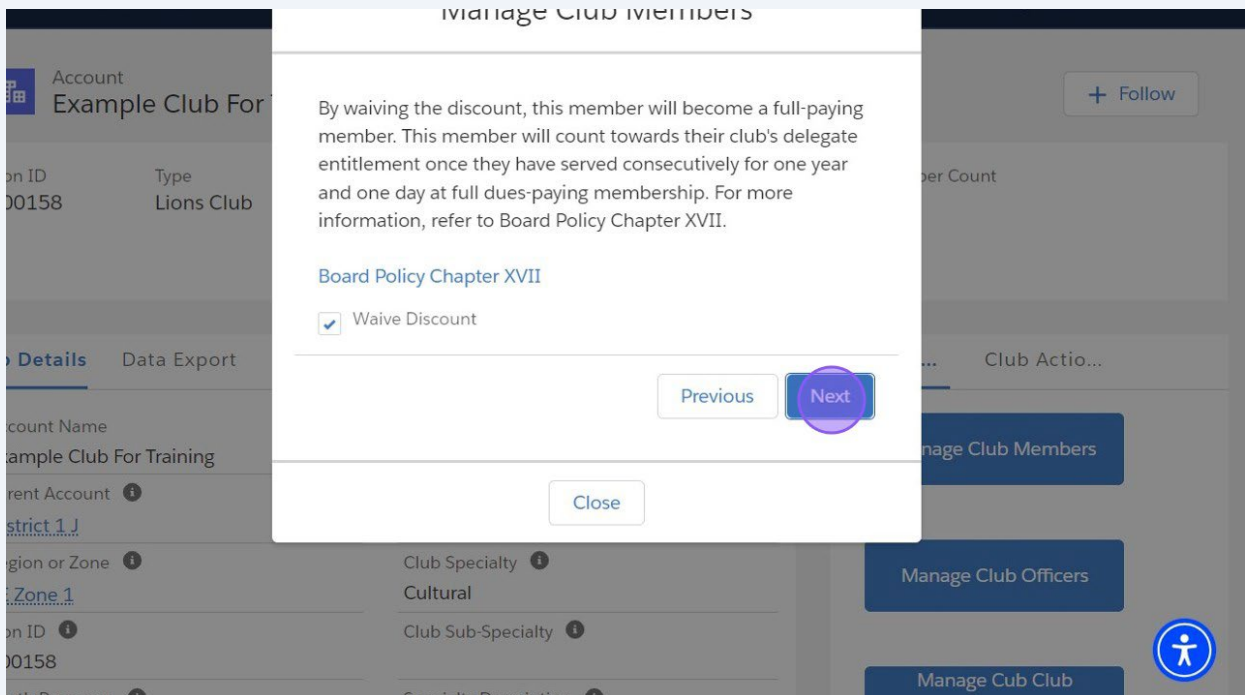 Manage Club Members
Account
Example Club For
+ Follow
By waiving the discount, this member will become a full-paying
member. This member will count towards their club's delegate
entitlement once they have served consecutively for one year
and one day at full dues-paying membership. For more
information, refer to Board Policy Chapter XVII.
on ID
00158
Type
Lions Club
ber Count
Board Policy Chapter XVII
Waive Discount
Details
Data Export
...
Club Actio...
Previous
Next
count Name
ample Club For Training
nage Club Members
rent Account
strict 1 J
Close
gion or Zone
Zone 1
Club Specialty
Cultural
Manage Club Officers
on ID
00158
Club Sub-Specialty
Manage Cub Club